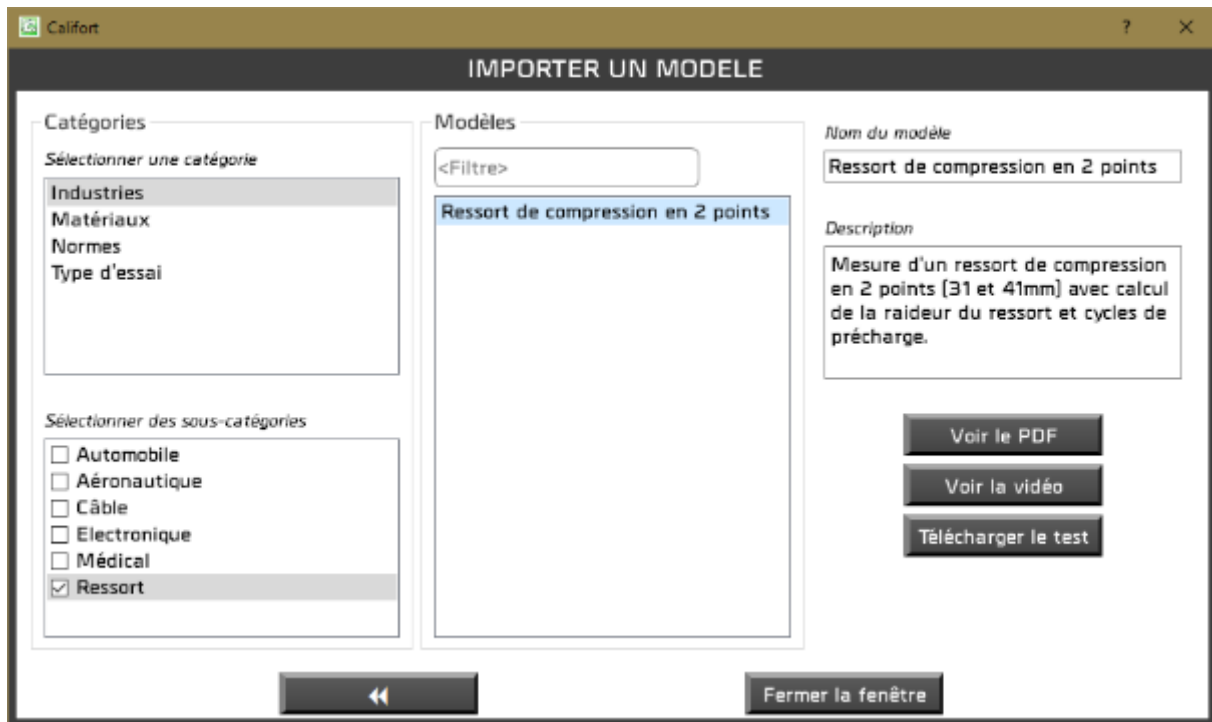 Califort
IMPORTER UN MODELE
Catégories
Sélectionner une catégorie
Industries
Matériaux
Normes
Type d'essai
Sélectionner des sous-catégories
Automobile
Aéronautique
Câble
Electronique
Médical
Ressort
Modèles
<Filtre>
Ressort de compression en 2 points
Nom du modèle
Ressort de compression en 2 points
Description
Mesure d'un ressort de compression
en 2 points (31 et 41mm) avec calcul
de la raideur du ressort et cycles de
précharge.
Voir le PDF
Voir la vidéo
Télécharger le test
Fermer la fenêtre